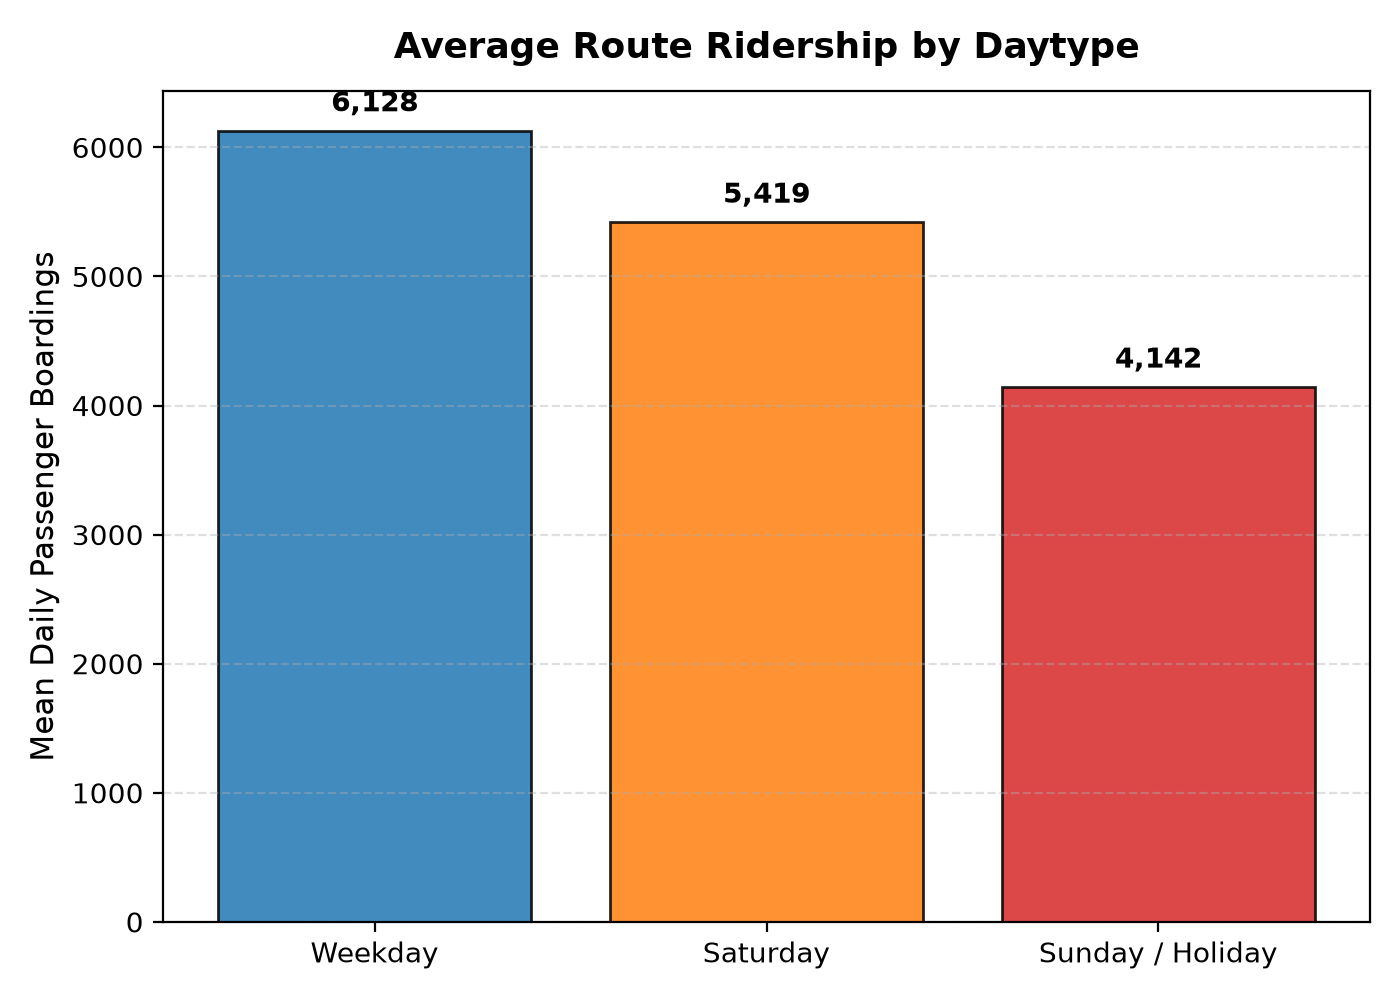 Average Route Ridership by Daytype
Mean Daily Passenger Boardings
6000
5000
4000
3000
2000
1000
0
6,128
5,419
4,142
Weekday
Saturday
Sunday / Holiday